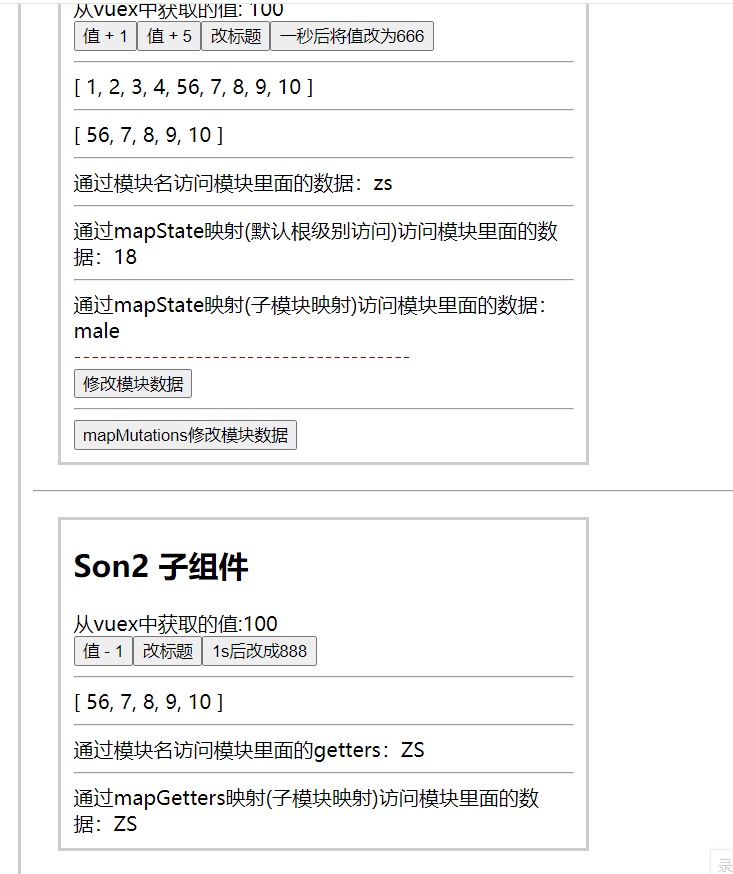 从vuex中获取的值: 100
值 + 1 值 + 5 改标题 一秒后将值改为666
[ 1, 2, 3, 4, 56, 7, 8, 9, 10 ]
[ 56, 7, 8, 9, 10 ]
通过模块名访问模块里面的数据：zs
通过mapState映射(默认根级别访问)访问模块里面的数
据：18
通过mapState映射(子模块映射)访问模块里面的数据：
male
---------------------------------------
修改模块数据
mapMutations修改模块数据
Son2 子组件
从vuex中获取的值:100
值 - 1 改标题 1s后改成888
[ 56, 7, 8, 9, 10 ]
通过模块名访问模块里面的getters：ZS
通过mapGetters映射(子模块映射)访问模块里面的数
据：ZS
录